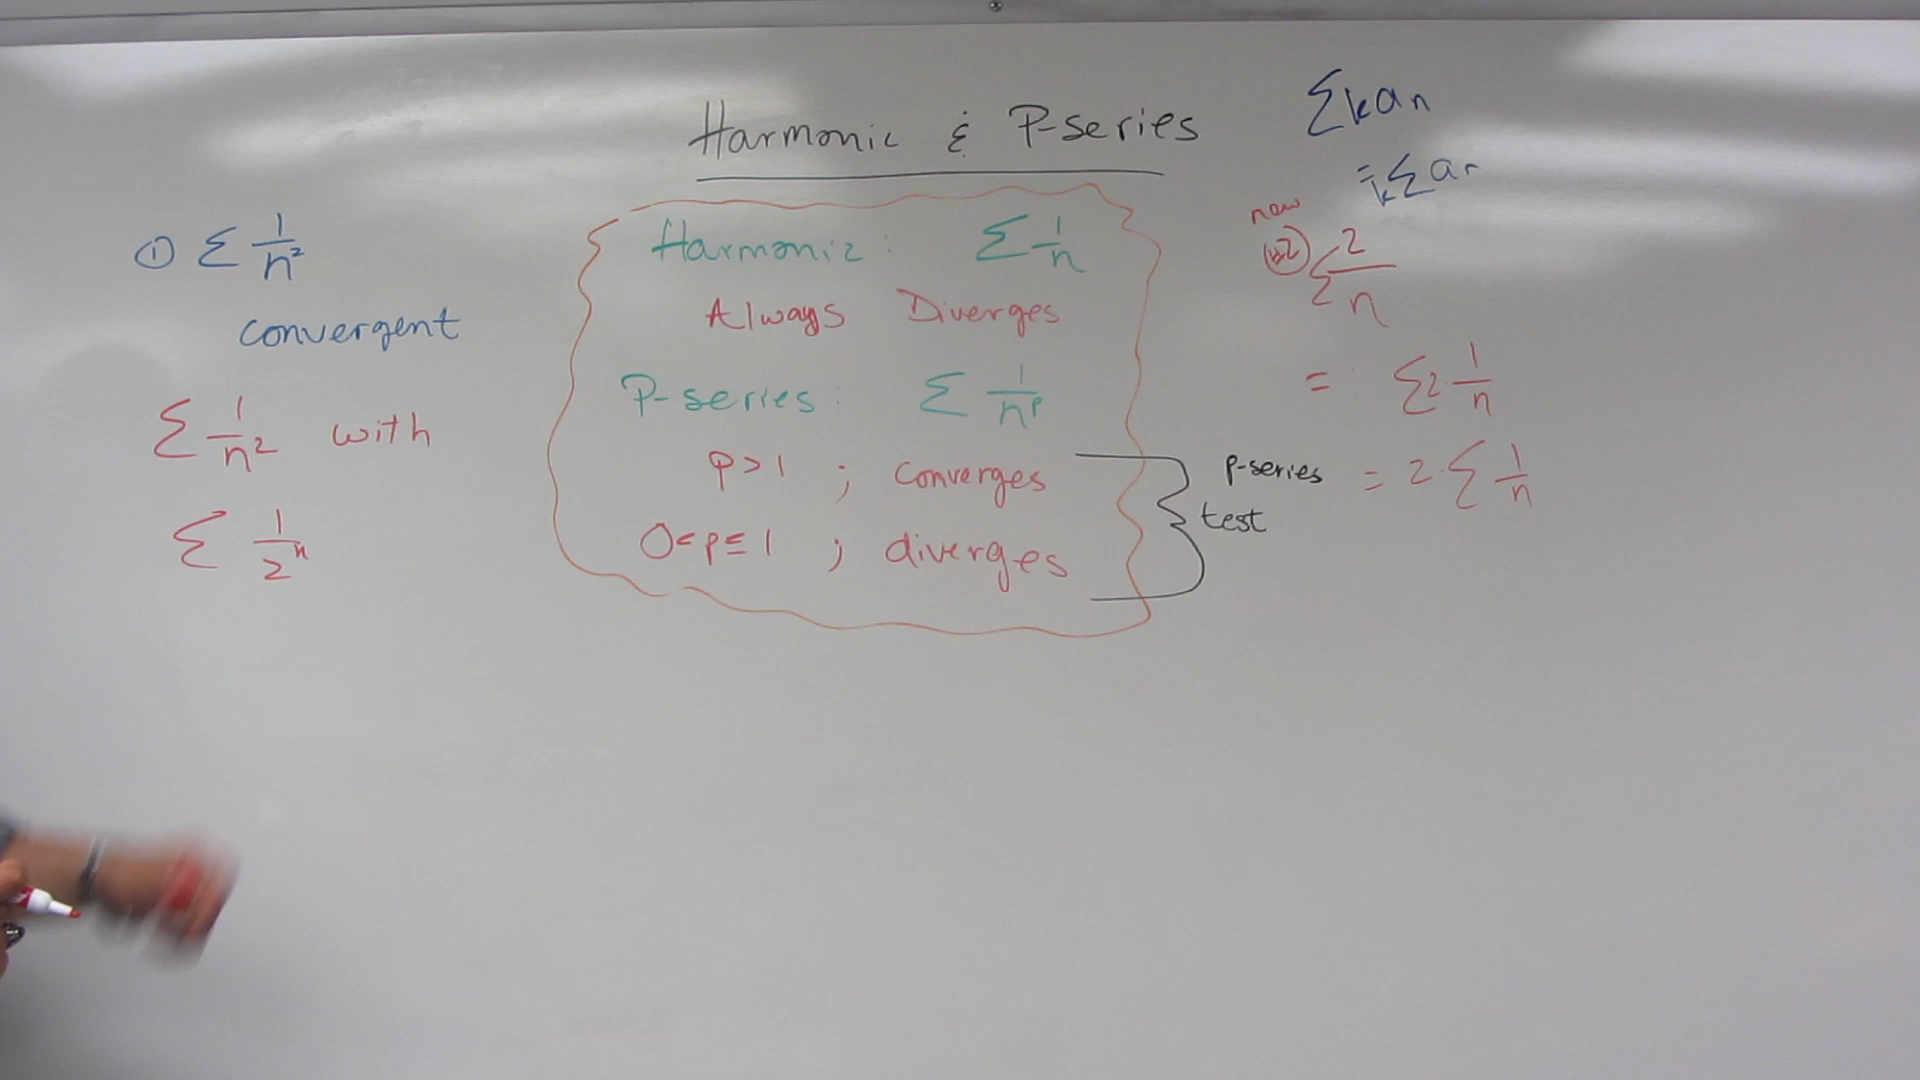 Harmonic & P-series
① Σ 1/n²
convergent
Σ 1/n² with
Σ 1/2ⁿ
Harmonic: Σ 1/n
Always Diverges
P-series: Σ 1/nᵖ
p>1 ; converges
0<p≤1 ; diverges
p-series
test
Σkaₙ
=kΣaₙ
new
② Σ 2/n
= Σ2·1/n
= 2·Σ 1/n